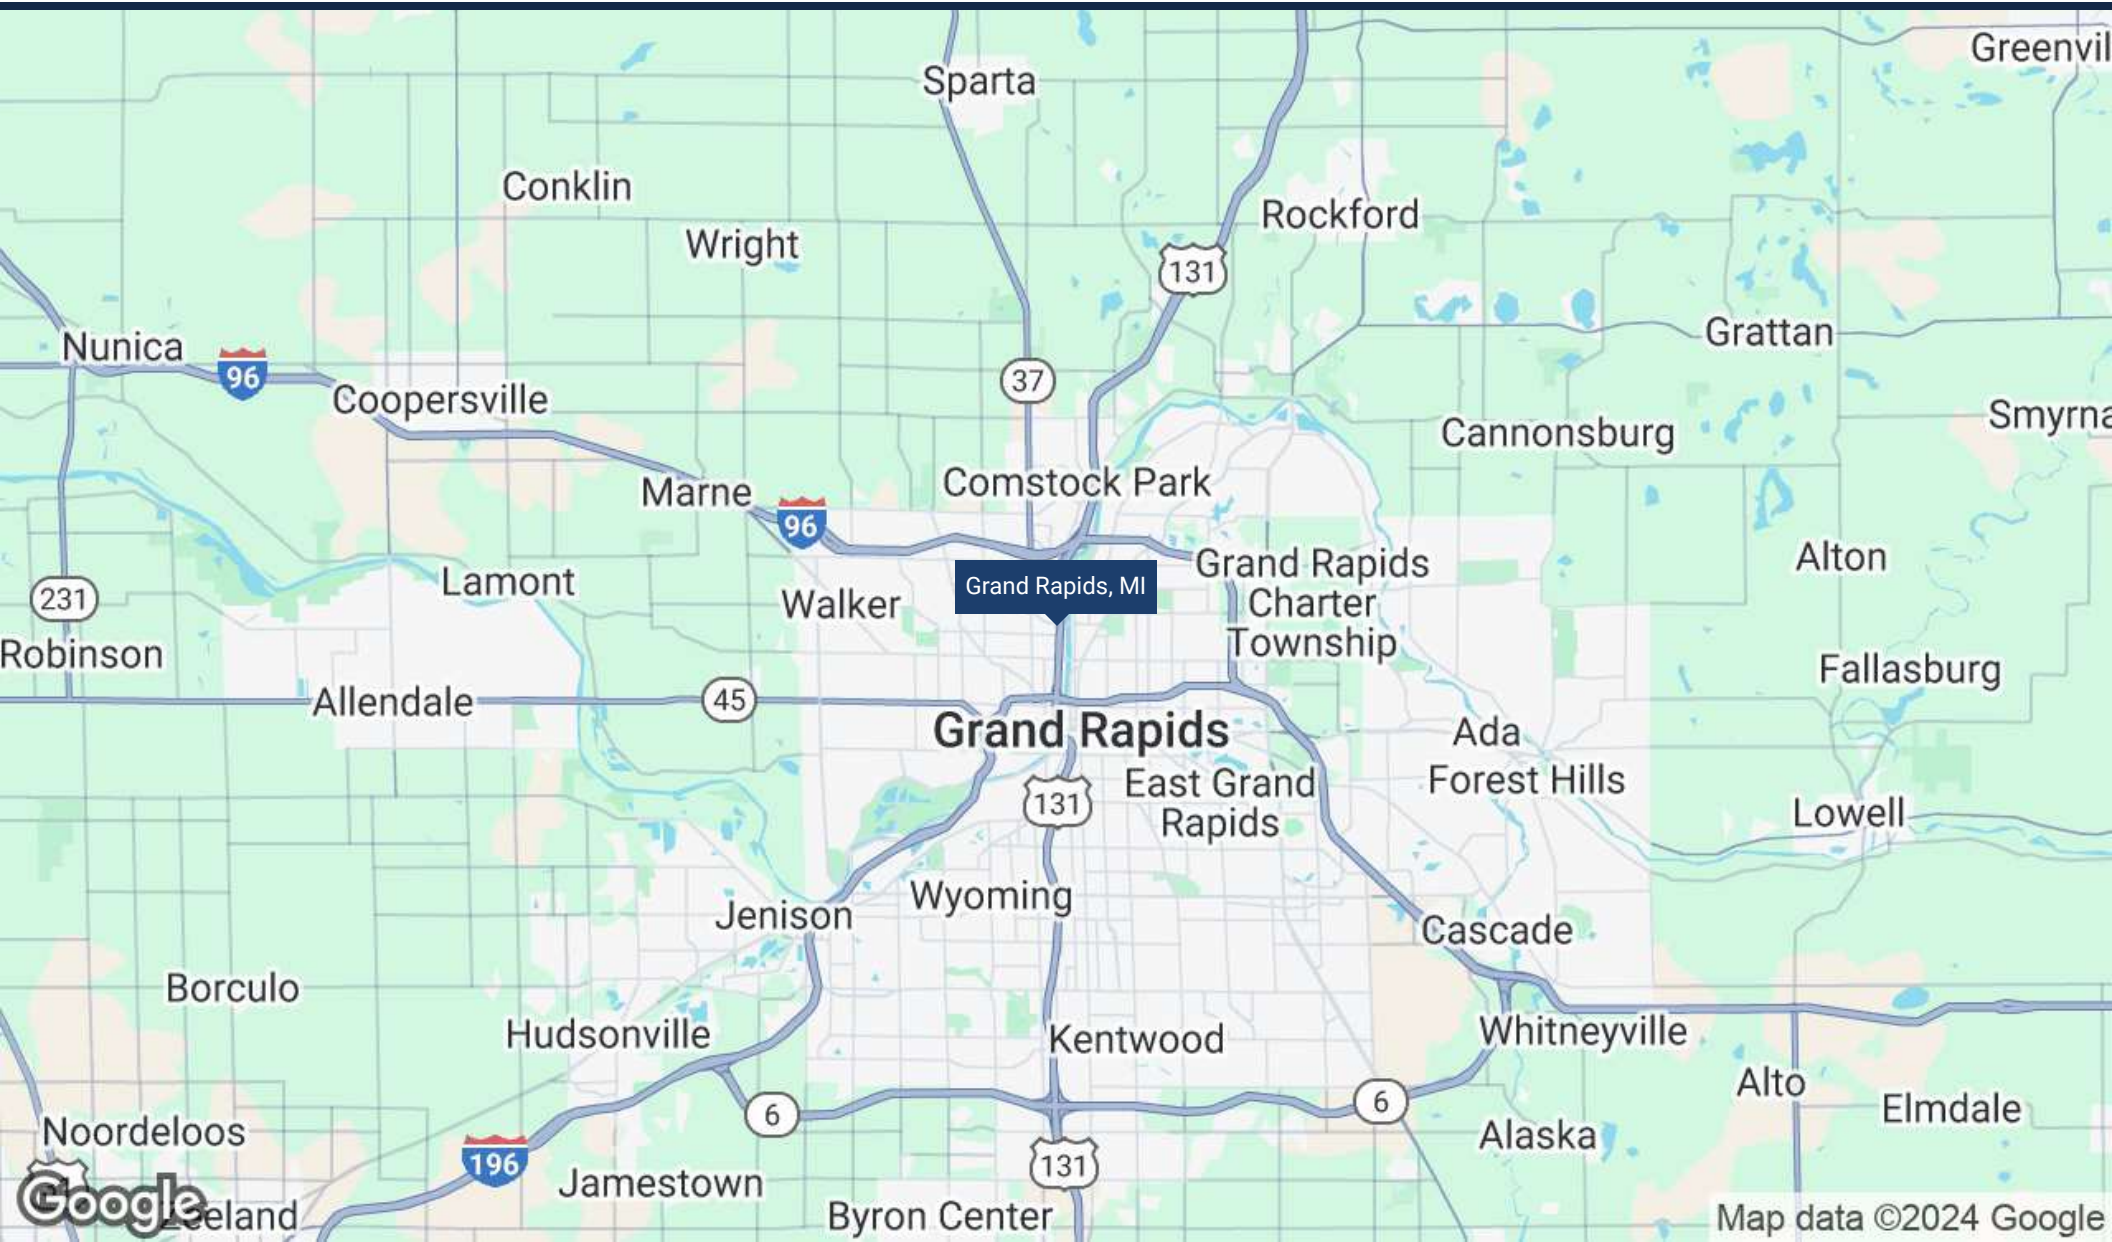 Greenvil
Sparta
Conklin
Rockford
Wright
131
Grattan
Nunica
96
37
Coopersville
Smyrna
Cannonsburg
Comstock Park
Marne
96
Alton
Grand Rapids
Charter
Township
Lamont
Grand Rapids, MI
Walker
231
Robinson
Fallasburg
Allendale
45
Grand Rapids
Ada
East Grand
Rapids
Forest Hills
131
Lowell
Wyoming
Jenison
Cascade
Borculo
Hudsonville
Kentwood
Whitneyville
Alto
6
6
Elmdale
Noordeloos
Alaska
196
131
Jamestown
Google
eeland
Byron Center
Map data ©2024 Google